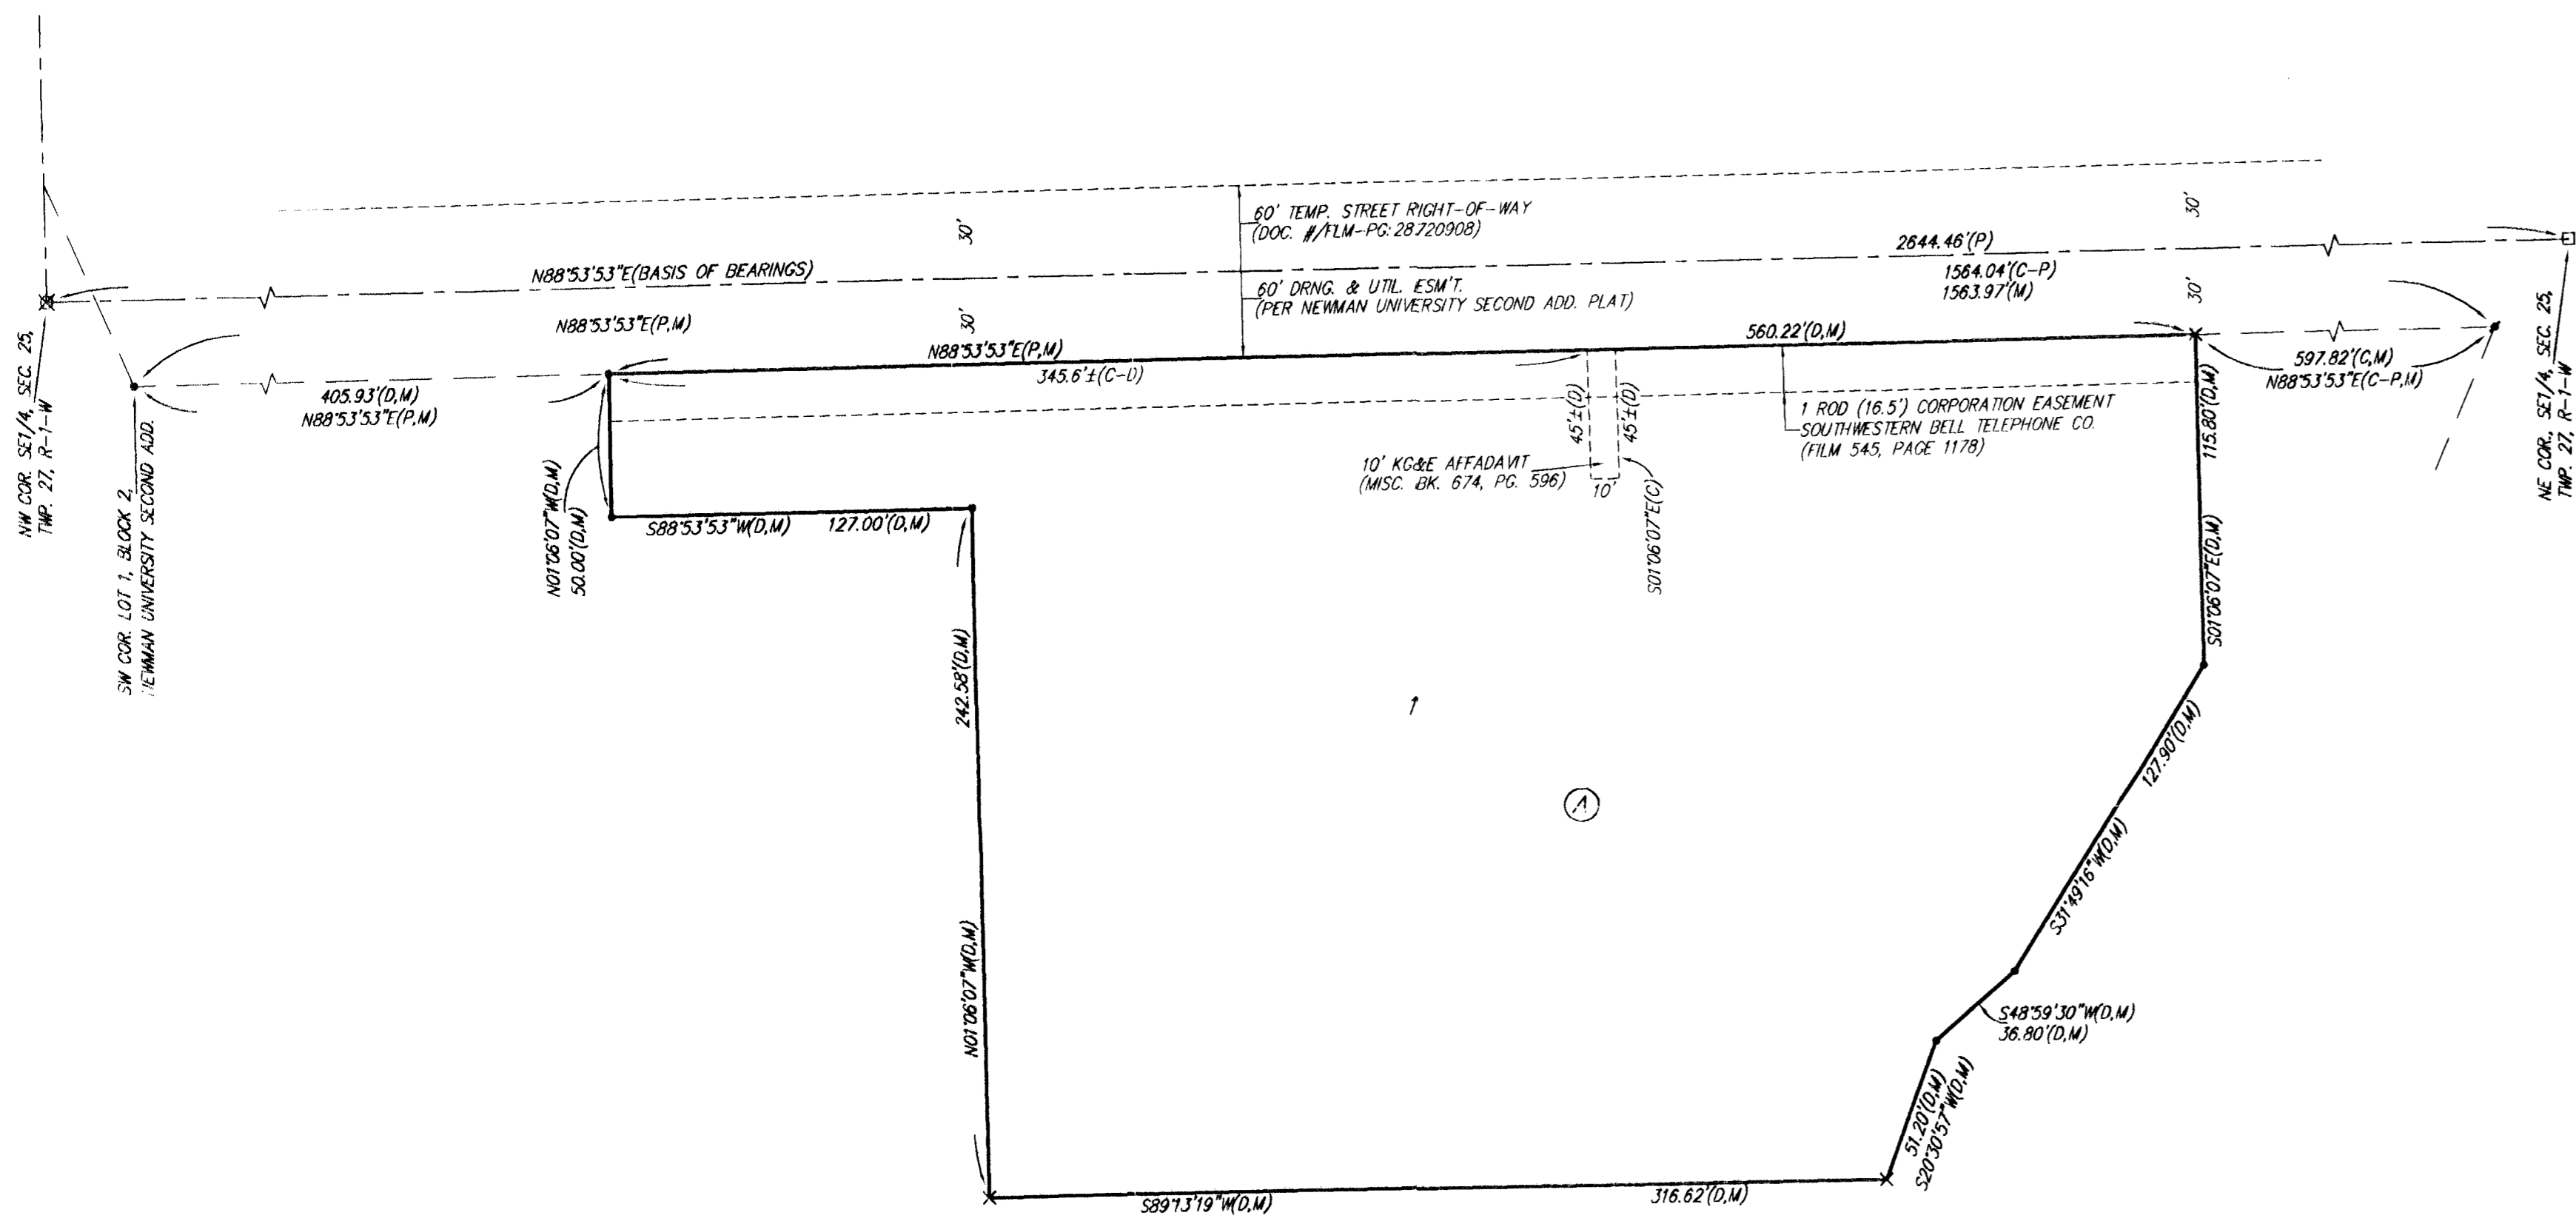 60' TEMP. STREET RIGHT-OF-WAY
(DOC. #/FLM-PG: 28720908)
30'
30'
2644.46'(P)
N88°53'53"E(BASIS OF BEARINGS)
1564.04'(C-P)
1563.97'(M)
60' DRNG. & UTIL. ESM'T.
(PER NEWMAN UNIVERSITY SECOND ADD. PLAT)
30'
30'
N88°53'53"E(P,M)
N88°53'53"E(P,M)
560.22'(D,M)
345.6'±(C-D)
405.93'(D,M)
N88°53'53"E(P,M)
597.82'(C,M)
N88°53'53"E(C-P,M)
NW COR. SE1/4, SEC. 25,
TWP. 27, R-1-W
SW COR. LOT 1, BLOCK 2,
NEWMAN UNIVERSITY SECOND ADD.
NE COR., SE1/4, SEC. 25,
TWP. 27, R-1-W
1 ROD (16.5') CORPORATION EASEMENT
SOUTHWESTERN BELL TELEPHONE CO.
(FILM 545, PAGE 1178)
45'±(D)
45'±(D)
10' KG&E AFFADAVIT
(MISC. BK. 674, PG. 596)
10'
S01°06'07"E(C)
115.80'(D,M)
S01°06'07"E(D,M)
N01°06'07"W(D,M)
50.00'(D,M)
S88°53'53"W(D,M)
127.00'(D,M)
242.58'(D,M)
N01°06'07"W(D,M)
1
127.90'(D,M)
S31°49'16"W(D,M)
S48°59'30"W(D,M)
36.80'(D,M)
51.20'(D,M)
S20°30'57"W(D,M)
S89°13'19"W(D,M)
316.62'(D,M)